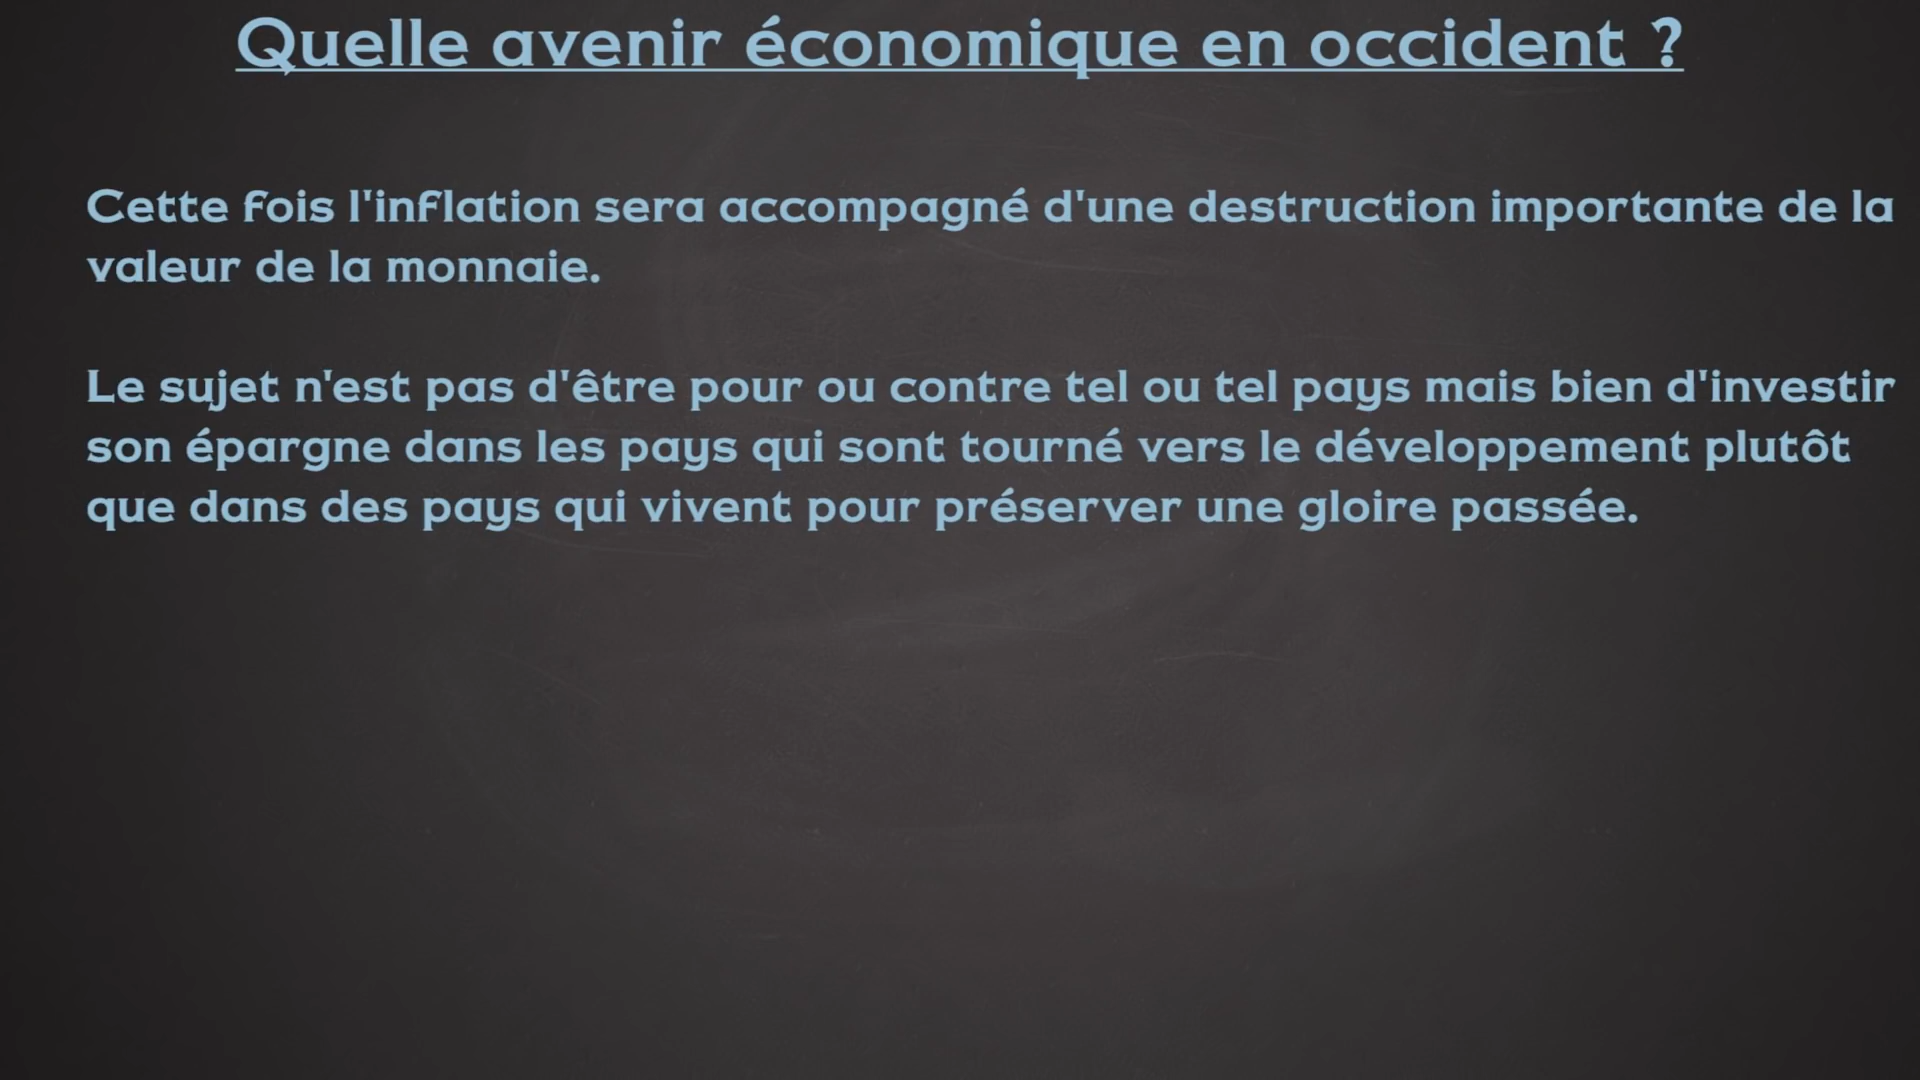 Quelle avenir économique en occident ?
Cette fois l'inflation sera accompagné d'une destruction importante de la
valeur de la monnaie.
Le sujet n'est pas d'être pour ou contre tel ou tel pays mais bien d'investir
son épargne dans les pays qui sont tourné vers le développement plutôt
que dans des pays qui vivent pour préserver une gloire passée.